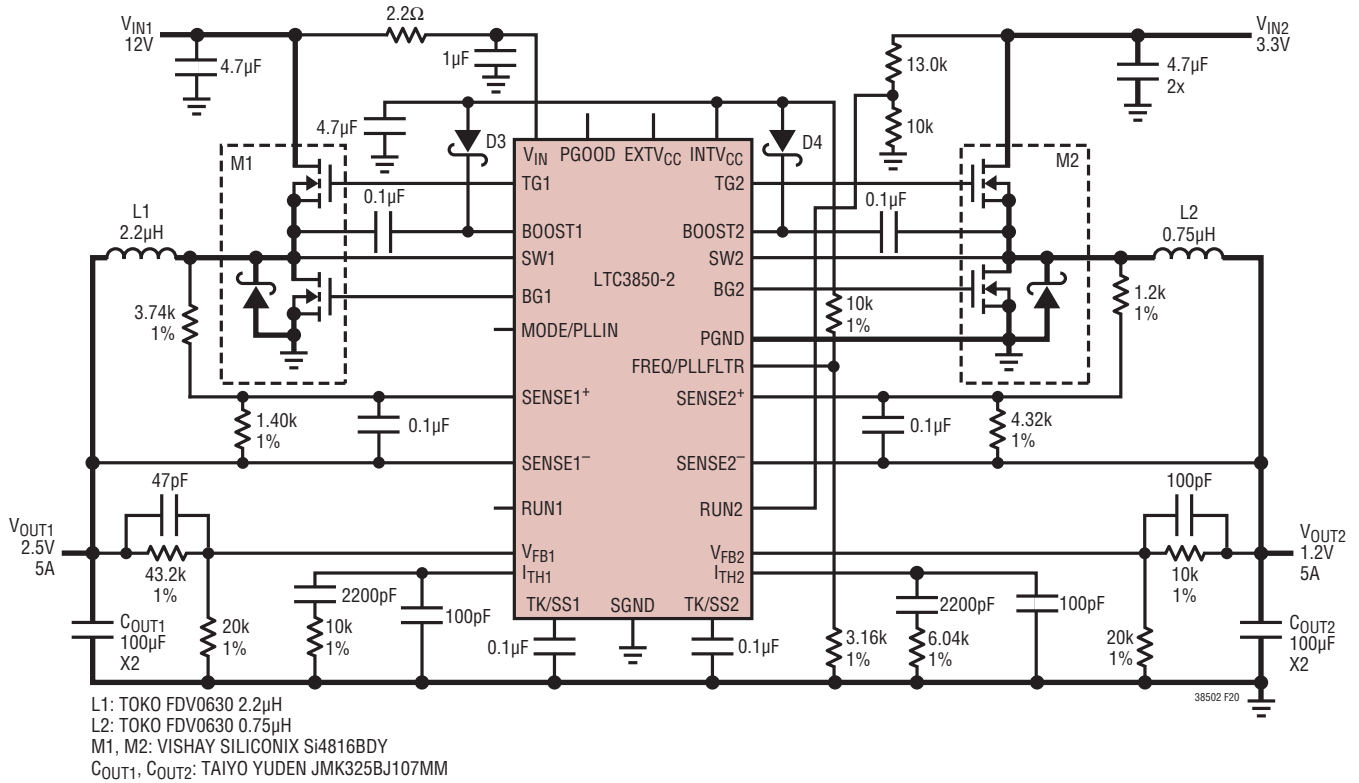 VIN1
12V
2.2Ω
VIN2
3.3V
4.7µF
1µF
13.0k
4.7µF
2x
4.7µF
D3
D4
10k
M1
VIN
PGOOD
EXTVCC
INTVCC
M2
TG1
TG2
0.1µF
0.1µF
L1
2.2µH
L2
0.75µH
BOOST1
BOOST2
SW1
SW2
LTC3850-2
BG1
BG2
3.74k
1%
10k
1%
1.2k
1%
MODE/PLLIN
PGND
FREQ/PLLFLTR
SENSE1+
SENSE2+
1.40k
1%
0.1µF
0.1µF
4.32k
1%
SENSE1–
SENSE2–
47pF
100pF
RUN1
RUN2
VOUT1
2.5V
5A
VOUT2
1.2V
5A
VFB1
VFB2
43.2k
1%
10k
1%
ITH1
ITH2
2200pF
100pF
2200pF
100pF
TK/SS1
SGND
TK/SS2
COUT1
100µF
X2
20k
1%
10k
1%
0.1µF
0.1µF
3.16k
1%
6.04k
1%
20k
1%
COUT2
100µF
X2
38502 F20
L1: TOKO FDV0630 2.2µH
L2: TOKO FDV0630 0.75µH
M1, M2: VISHAY SILICONIX Si4816BDY
COUT1, COUT2: TAIYO YUDEN JMK325BJ107MM